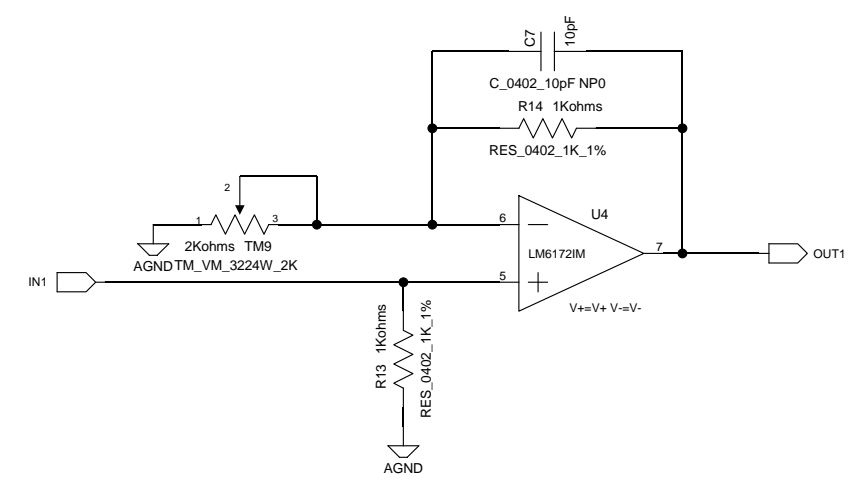 C7
10pF
C_0402_10pF NP0
R14 1Kohms
RES_0402_1K_1%
2
1
3
2Kohms TM9
AGND
TM_VM_3224W_2K
6
U4
LM6172IM
7
OUT1
IN1
5
V+=V+ V-=V-
R13 1Kohms
RES_0402_1K_1%
AGND